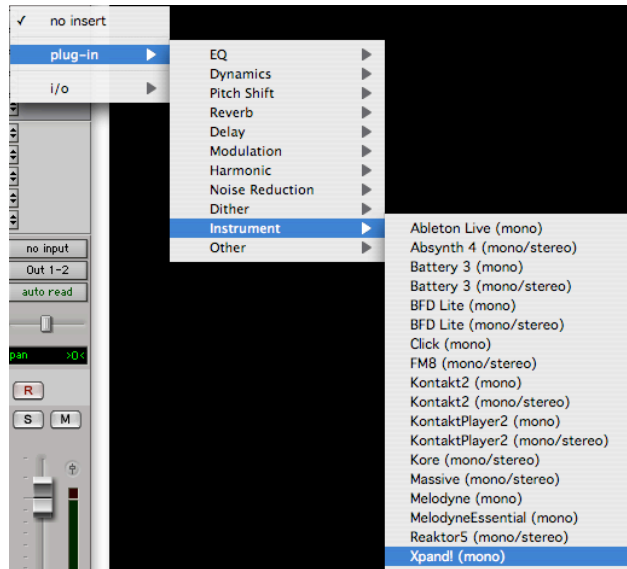 ✓ no insert
plug-in
i/o
EQ
Dynamics
Pitch Shift
Reverb
Delay
Modulation
Harmonic
Noise Reduction
Dither
Instrument
Other
Ableton Live (mono)
Absynth 4 (mono/stereo)
Battery 3 (mono)
Battery 3 (mono/stereo)
BFD Lite (mono)
BFD Lite (mono/stereo)
Click (mono)
FM8 (mono/stereo)
Kontakt2 (mono)
Kontakt2 (mono/stereo)
KontaktPlayer2 (mono)
KontaktPlayer2 (mono/stereo)
Kore (mono/stereo)
Massive (mono/stereo)
Melodyne (mono)
MelodyneEssential (mono)
Reaktor5 (mono/stereo)
Xpand! (mono)
no input
Out 1-2
auto read
pan >0<
R
S M